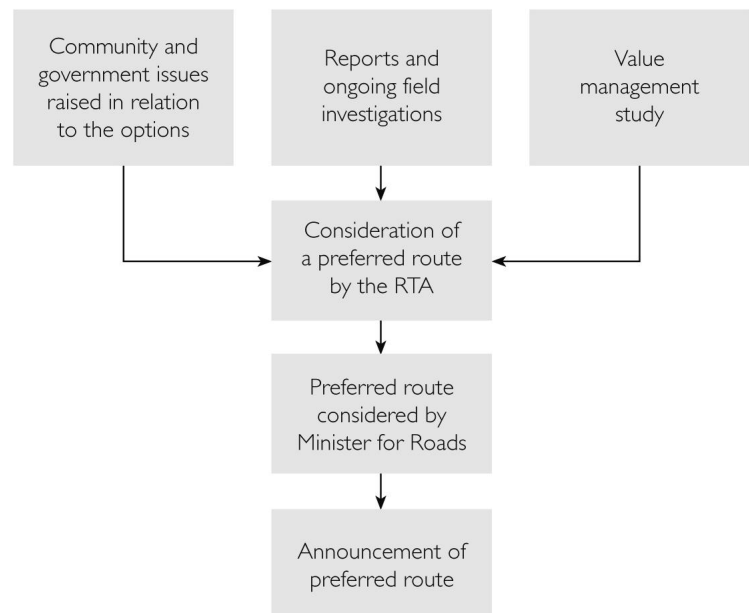 Community and
government issues
raised in relation
to the options
Reports and
ongoing field
investigations
Value
management
study
Consideration of
a preferred route
by the RTA
Preferred route
considered by
Minister for Roads
Announcement of
preferred route